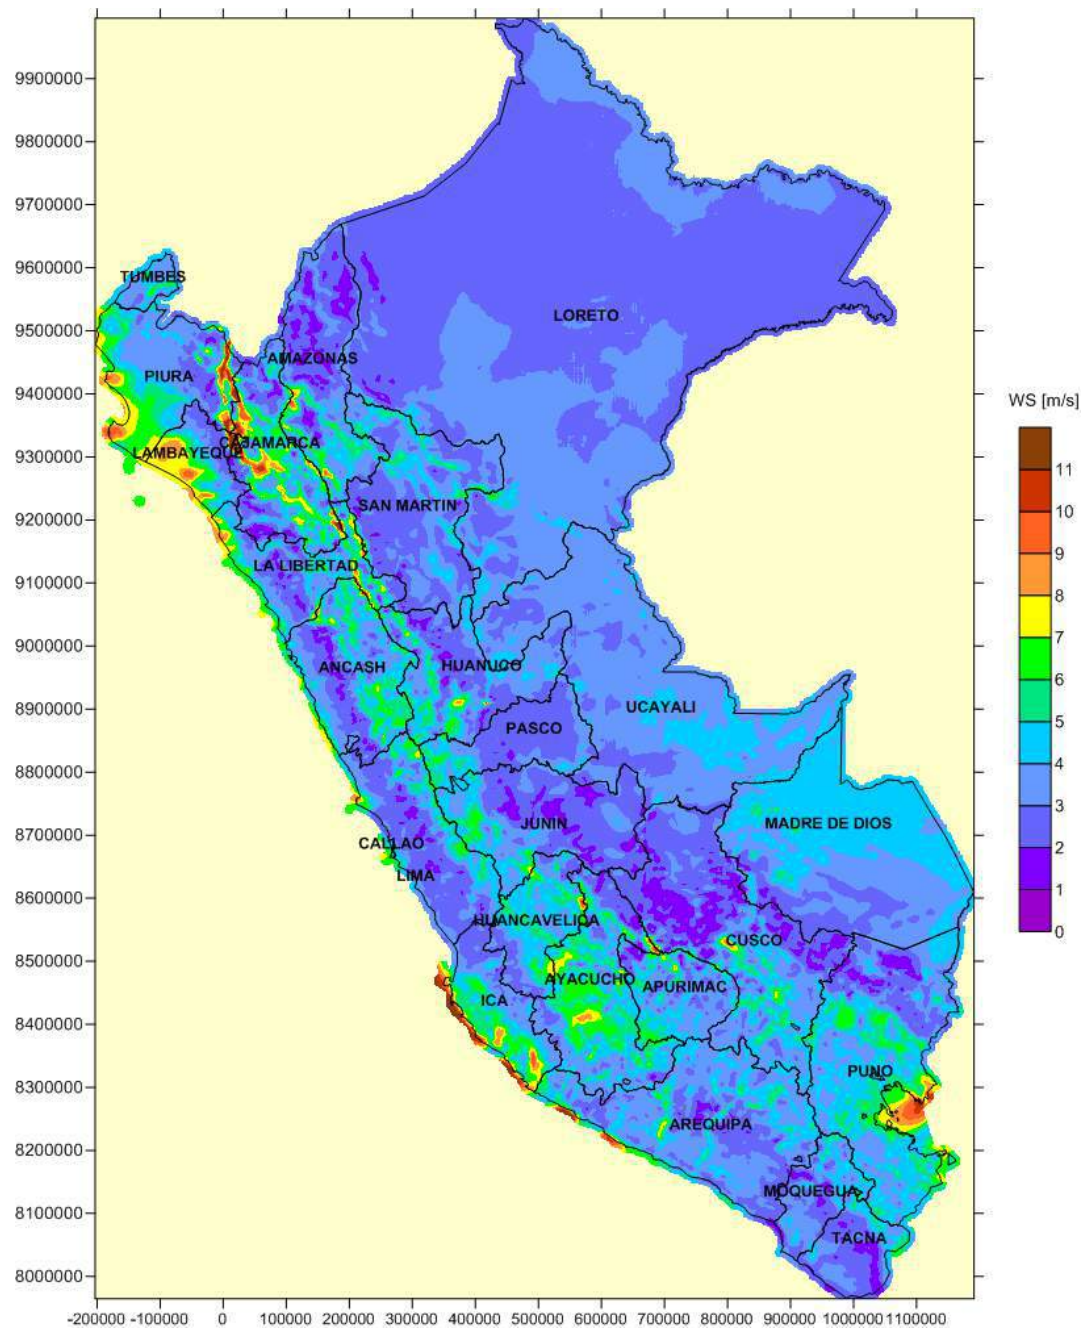 9900000
9800000
9700000
9600000
9500000
9400000
9300000
9200000
9100000
9000000
8900000
8800000
8700000
8600000
8500000
8400000
8300000
8200000
8100000
8000000
TUMBES
LORETO
AMAZONAS
PIURA
CAJAMARCA
LAMBAYEQUE
SAN MARTIN
LA LIBERTAD
ANCASH
HUANUCO
UCAYALI
PASCO
JUNIN
MADRE DE DIOS
CALLAO
LIMA
HUANCAVELICA
CUSCO
AYACUCHO
APURIMAC
ICA
PUNO
AREQUIPA
MOQUEGUA
TACNA
-200000 -100000 0 100000 200000 300000 400000 500000 600000 700000 800000 900000 1000000 1100000
WS [m/s]
11
10
9
8
7
6
5
4
3
2
1
0